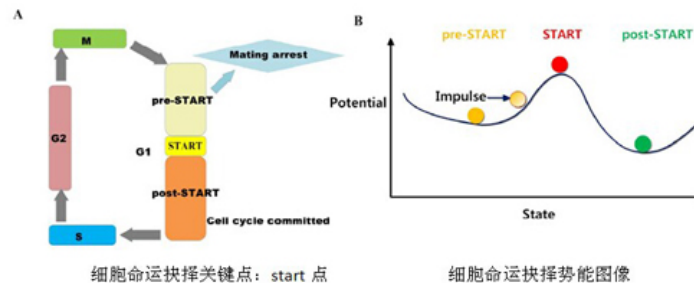 A
M
Mating arrest
pre-START
G2
G1
START
post-START
Cell cycle committed
S
细胞命运抉择关键点：start 点
B
pre-START
START
post-START
Potential
Impulse
State
细胞命运抉择势能图像